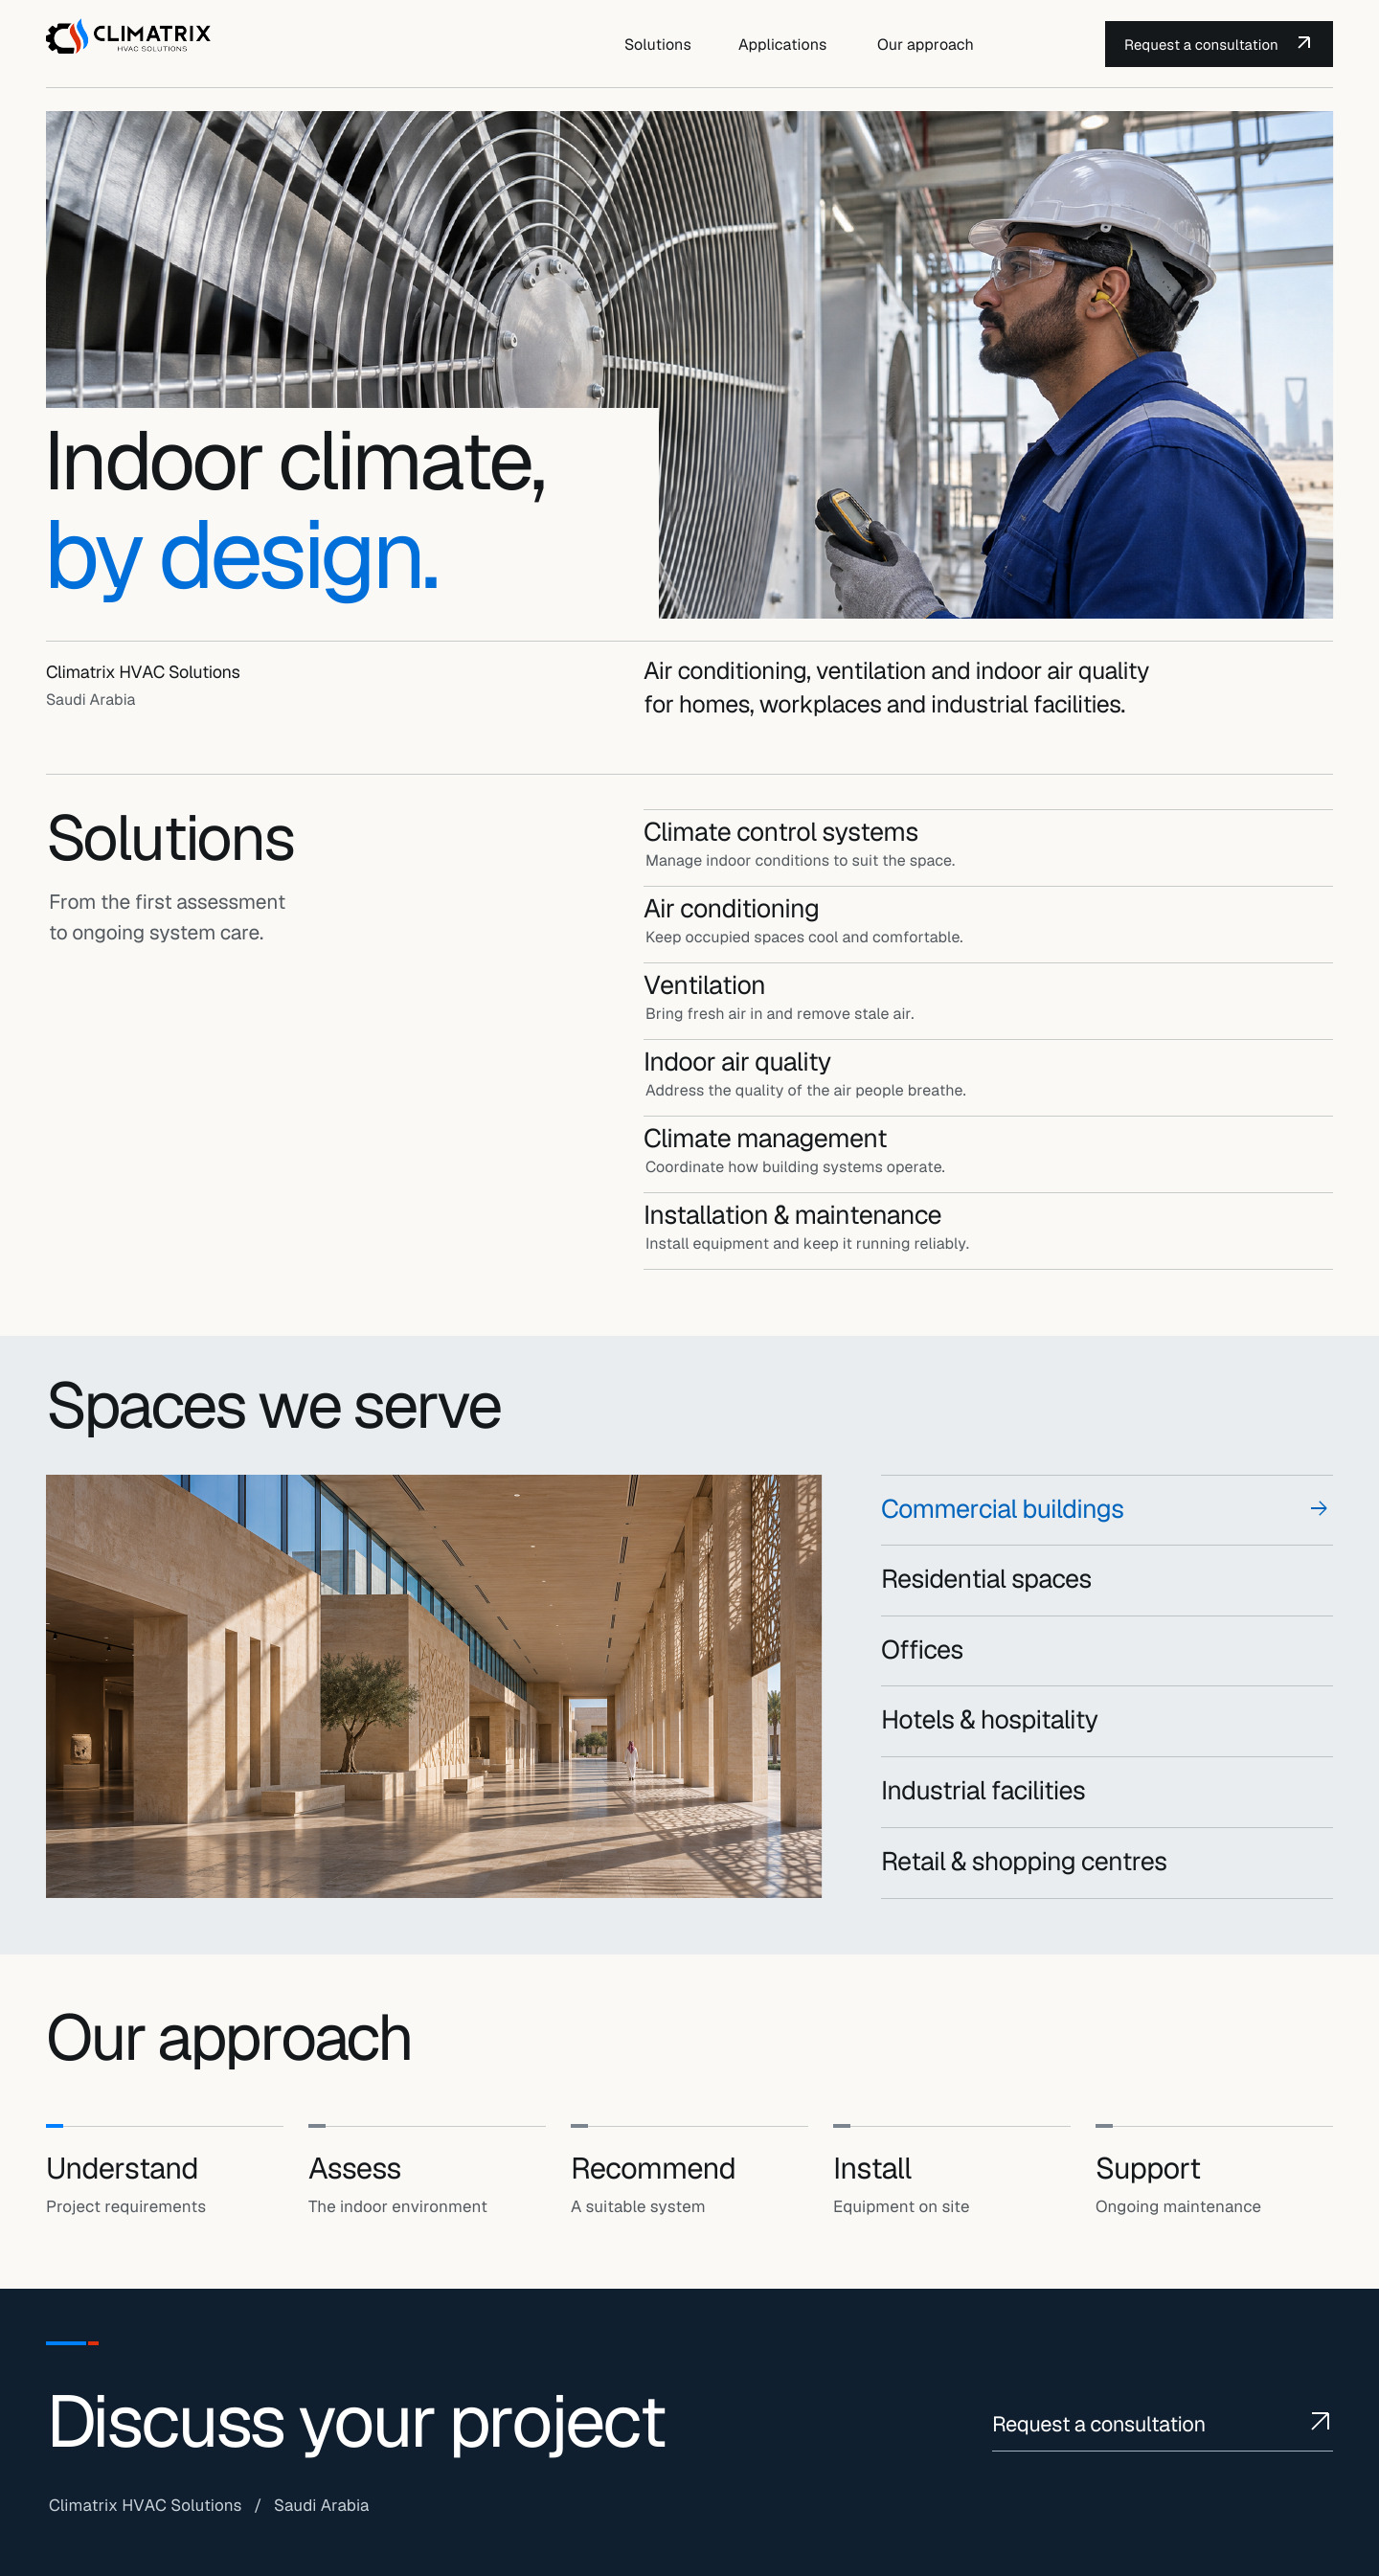 CLIMATRIX
HVAC SOLUTIONS
Solutions
Applications
Our approach
Request a consultation
Indoor climate,
by design.
Climatrix HVAC Solutions
Saudi Arabia
Air conditioning, ventilation and indoor air quality
for homes, workplaces and industrial facilities.
Solutions
From the first assessment
to ongoing system care.
Climate control systems
Manage indoor conditions to suit the space.
Air conditioning
Keep occupied spaces cool and comfortable.
Ventilation
Bring fresh air in and remove stale air.
Indoor air quality
Address the quality of the air people breathe.
Climate management
Coordinate how building systems operate.
Installation & maintenance
Install equipment and keep it running reliably.
Spaces we serve
Commercial buildings
Residential spaces
Offices
Hotels & hospitality
Industrial facilities
Retail & shopping centres
Our approach
Understand
Project requirements
Assess
The indoor environment
Recommend
A suitable system
Install
Equipment on site
Support
Ongoing maintenance
Discuss your project
Request a consultation
Climatrix HVAC Solutions / Saudi Arabia